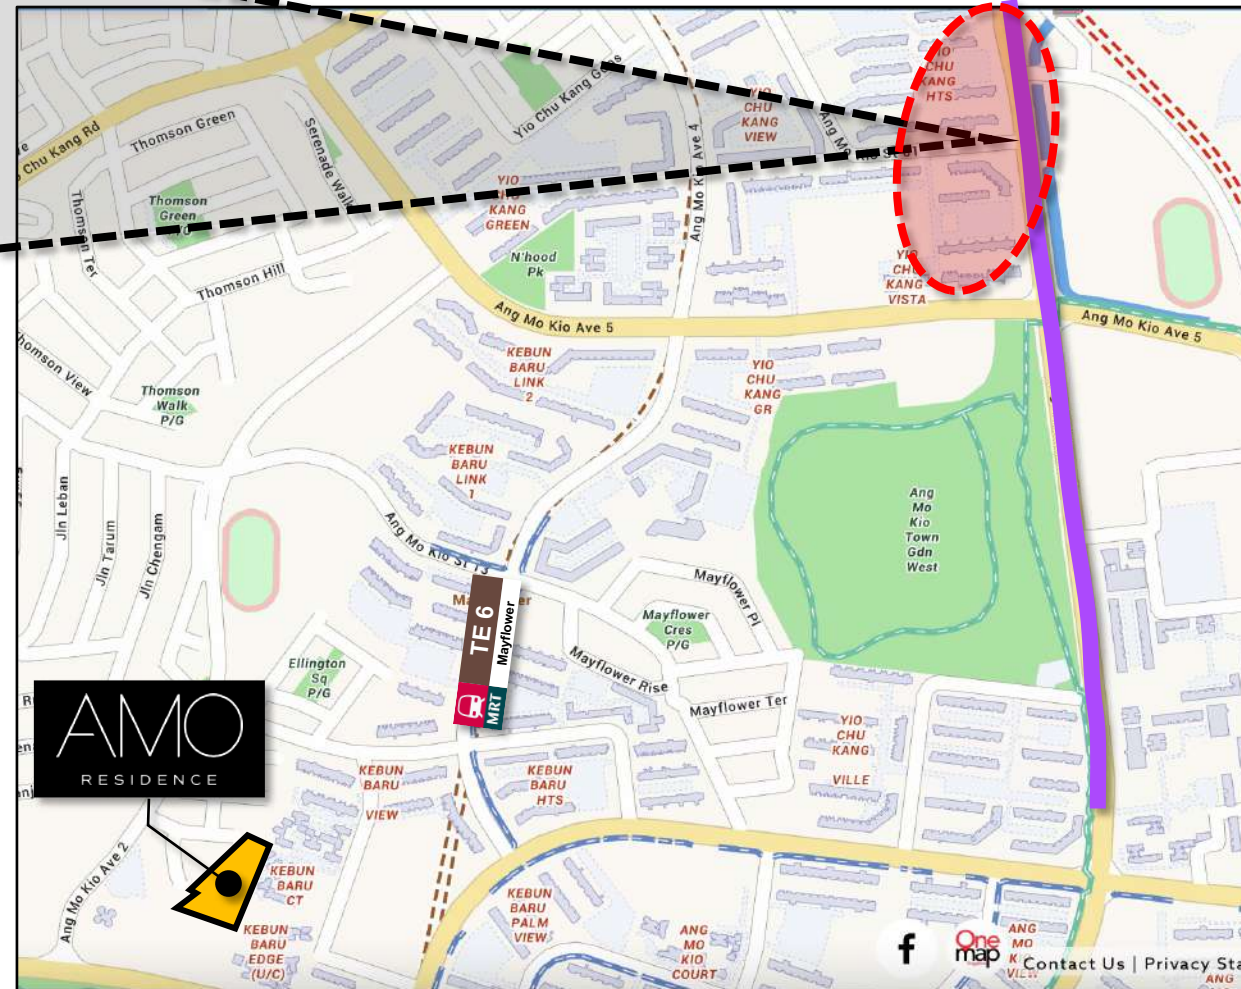 YIO
CHU
KANG
HTS
Yio Chu Kang Rd
Thomson Green
Serenade Walk
Yio Chu Kang Gdns
YIO
CHU
KANG
VIEW
Ang Mo Kio Ave 4
Thomson
Green
P/G
Thomson Ter
YIO
CHU
KANG
GREEN
N'hood
Pk
Thomson Hill
YIO
CHU
KANG
VISTA
Ang Mo Kio Ave 5
Ang Mo Kio Ave 5
Thomson View
Thomson
Walk
P/G
KEBUN
BARU
LINK
2
YIO
CHU
KANG
GR
KEBUN
BARU
LINK
1
Jln Leban
Jln Tarum
Jln Chengam
Ang Mo Kio St 13
Ang
Mo
Kio
Town
Gdn
West
TE 6
Mayflower
MRT
Mayflower Pl
Mayflower
Cres
P/G
Mayflower Rise
Mayflower Ter
Ellington
Sq
P/G
AMO
RESIDENCE
YIO
CHU
KANG
VILLE
KEBUN
BARU
VIEW
KEBUN
BARU
HTS
Ang Mo Kio Ave 2
KEBUN
BARU
CT
KEBUN
BARU
EDGE
(U/C)
KEBUN
BARU
PALM
VIEW
ANG
MO
KIO
COURT
f
One
map
ANG
MO
Contact Us | Privacy Sta
ANG